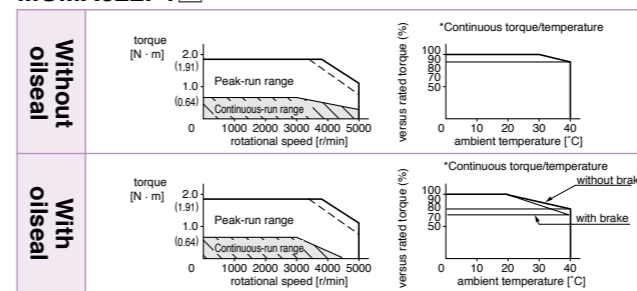 Without
oilseal
torque
[N · m]
2.0
(1.91)
1.0
(0.64)
0
Peak-run range
Continuous-run range
1000 2000 3000 4000 5000
rotational speed [r/min]
*Continuous torque/temperature
versus rated torque (%)
100
90
80
70
50
0 10 20 30 40
ambient temperature [˚C]
With
oilseal
torque
[N · m]
2.0
(1.91)
1.0
(0.64)
0
Peak-run range
Continuous-run range
1000 2000 3000 4000 5000
rotational speed [r/min]
*Continuous torque/temperature
without brak
with brake
versus rated torque (%)
100
90
80
70
50
0 10 20 30 40
ambient temperature [˚C]